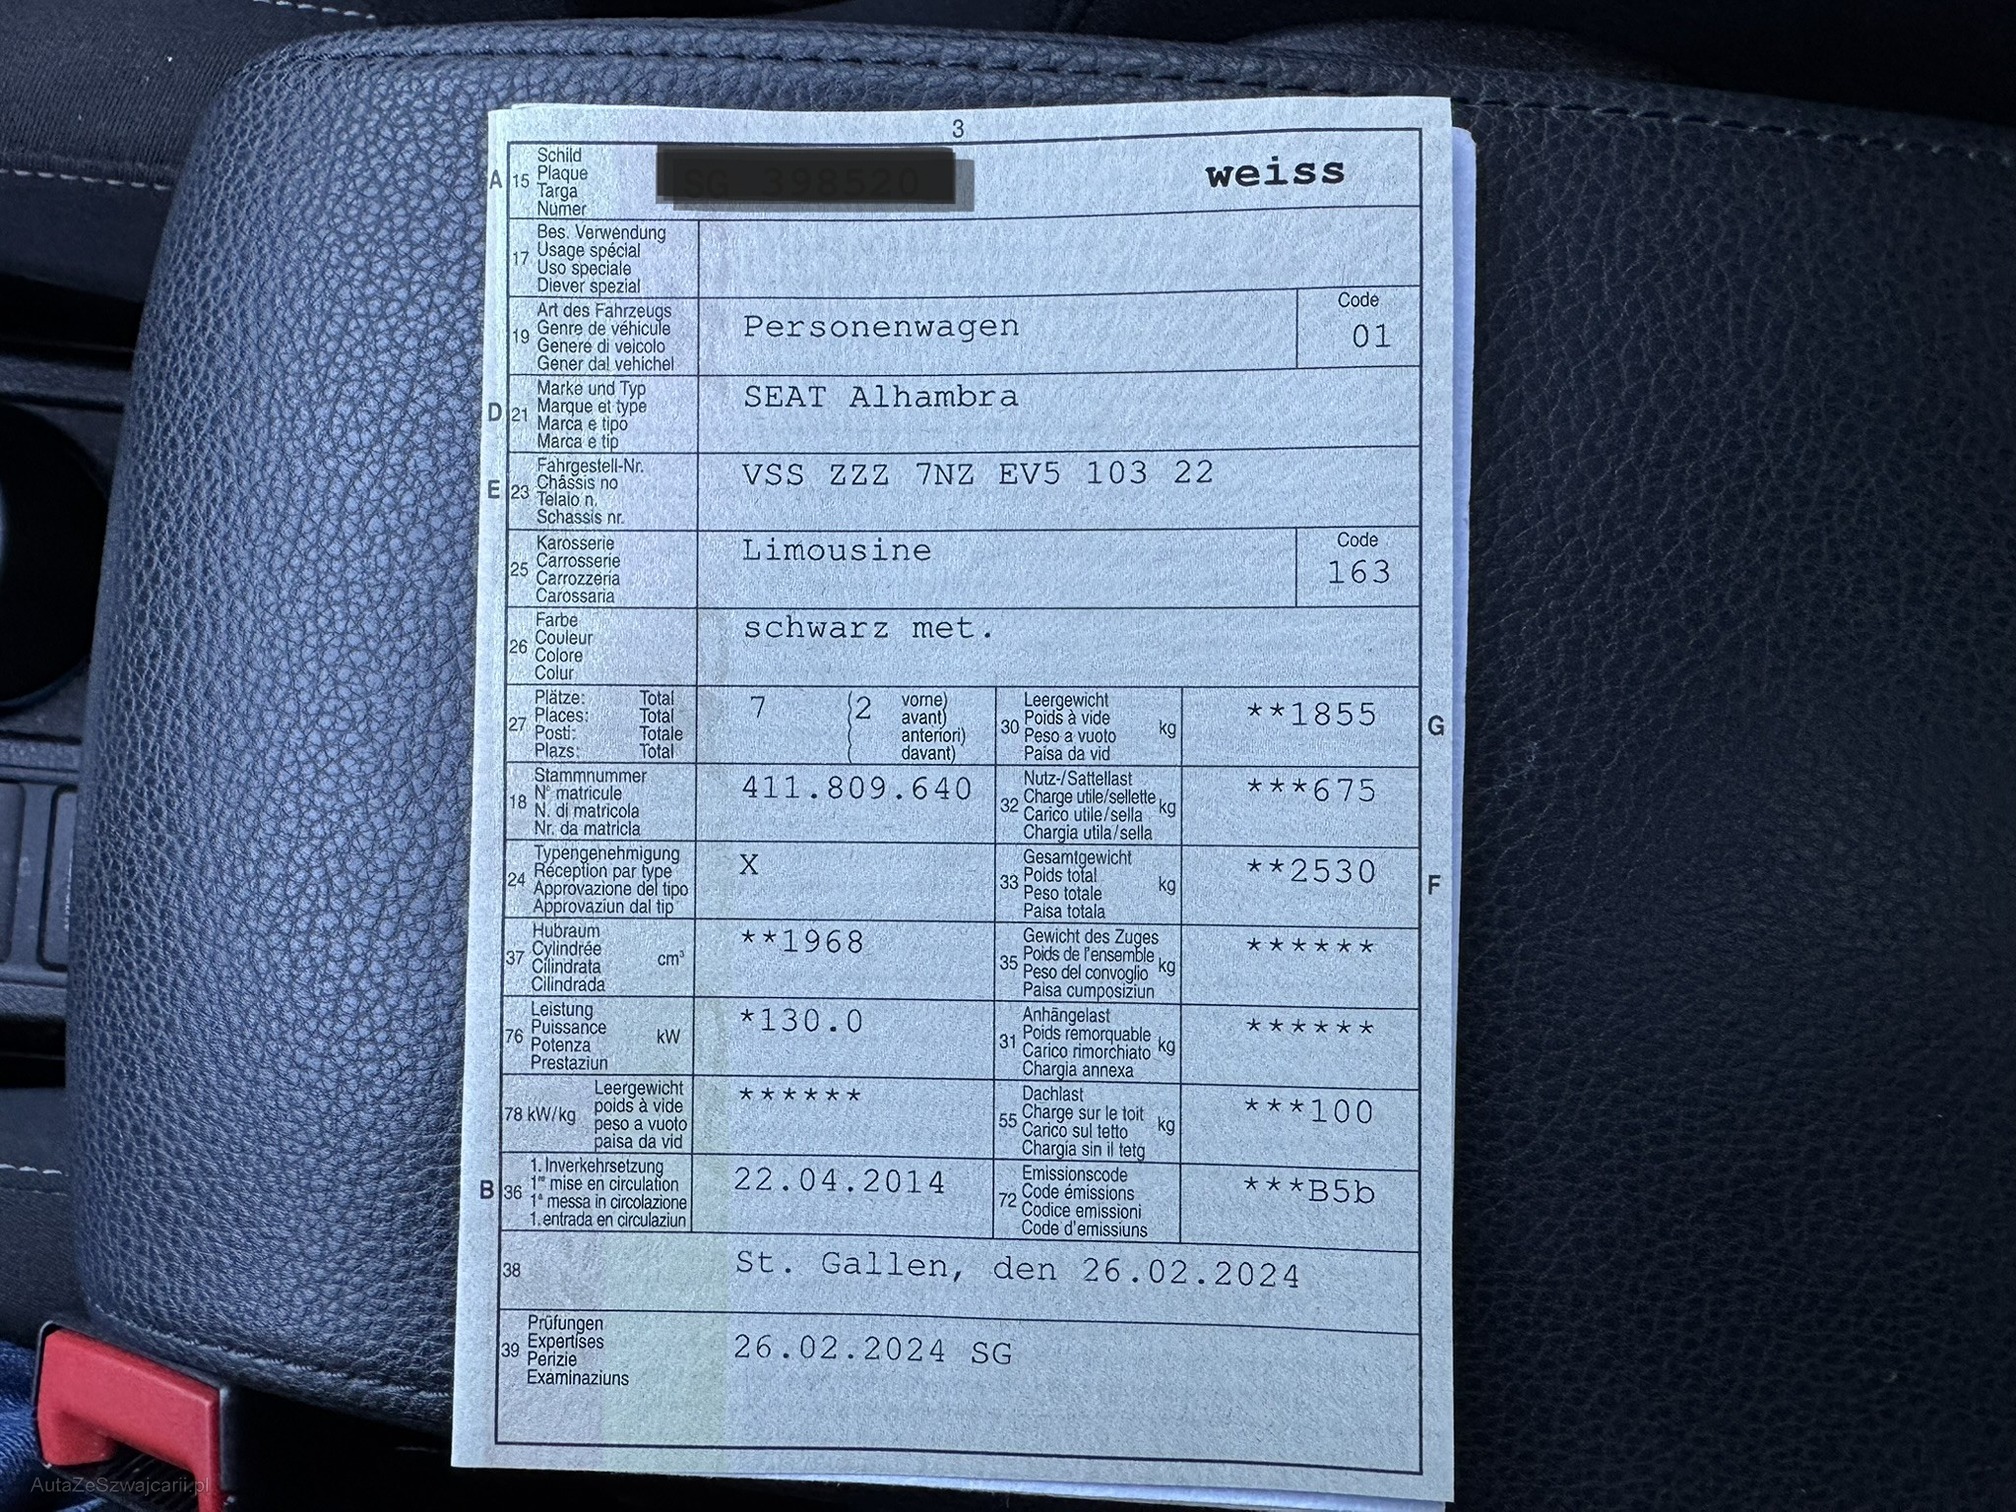 3
A 15 Schild
Plaque
Targa
Numer
weiss
17 Bes. Verwendung
Usage spécial
Uso speciale
Diever spezial
19 Art des Fahrzeugs
Genre de véhicule
Genere di veicolo
Gener dal vehichel
Personenwagen
Code
01
D 21 Marke und Typ
Marque et type
Marca e tipo
Marca e tip
SEAT Alhambra
E 23 Fahrgestell-Nr.
Châssis no
Telaio n.
Schassis nr.
VSS ZZZ 7NZ EV5 103 22
25 Karosserie
Carrosserie
Carrozzeria
Carossaria
Limousine
Code
163
26 Farbe
Couleur
Colore
Colur
schwarz met.
27 Plätze: Total
Places: Total
Posti: Totale
Plazs: Total
7 (2 vorne)
( avant)
( anteriori)
( davant)
30 Leergewicht
Poids à vide
Peso a vuoto
Paisa da vid
kg
**1855
G
18 Stammnummer
N° matricule
N. di matricola
Nr. da matricla
411.809.640
32 Nutz-/Sattellast
Charge utile/sellette
Carico utile/sella
Chargia utila/sella
kg
***675
24 Typengenehmigung
Réception par type
Approvazione del tipo
Approvaziun dal tip
X
33 Gesamtgewicht
Poids total
Peso totale
Paisa totala
kg
**2530
F
37 Hubraum
Cylindrée
Cilindrata
Cilindrada
cm³
**1968
35 Gewicht des Zuges
Poids de l'ensemble
Peso del convoglio
Paisa cumposiziun
kg
******
76 Leistung
Puissance
Potenza
Prestaziun
kW
*130.0
31 Anhängelast
Poids remorquable
Carico rimorchiato
Chargia annexa
kg
******
78 kW/kg Leergewicht
poids à vide
peso a vuoto
paisa da vid
******
55 Dachlast
Charge sur le toit
Carico sul tetto
Chargia sin il tetg
kg
***100
B 36 1. Inverkehrsetzung
1re mise en circulation
1a messa in circolazione
1. entrada en circulaziun
22.04.2014
72 Emissionscode
Code émissions
Codice emissioni
Code d'emissiuns
***B5b
38 St. Gallen, den 26.02.2024
39 Prüfungen
Expertises
Perizie
Examinaziuns
26.02.2024 SG
AutaZeSzwajcarii.pl